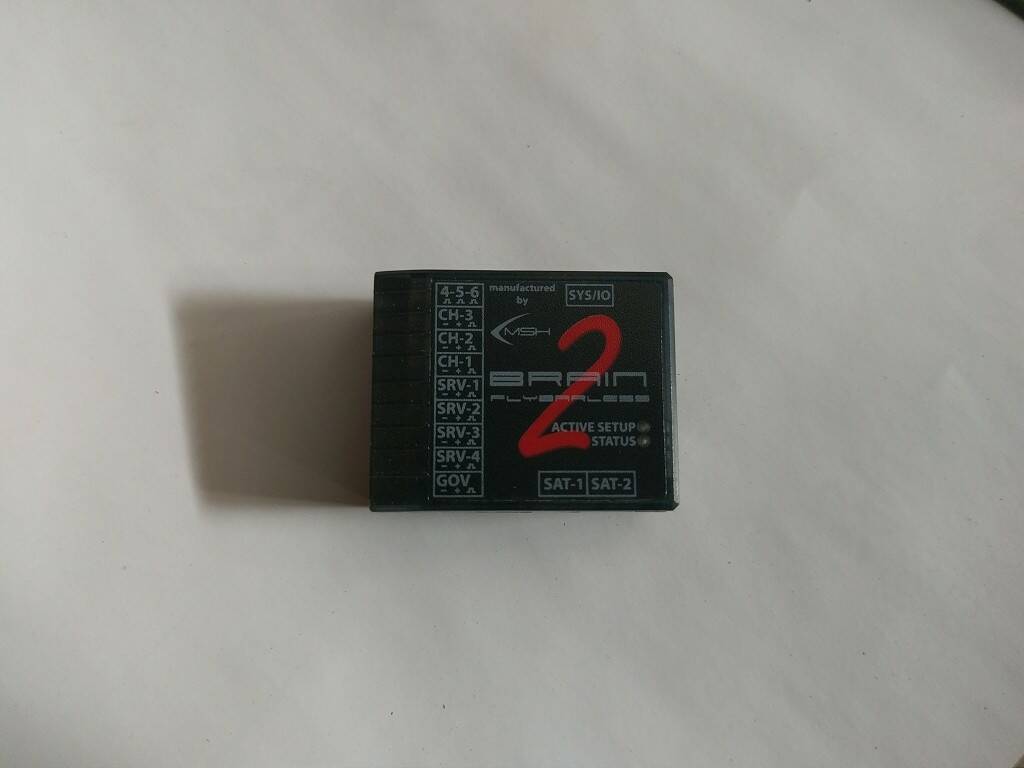 4-5-6
CH-3
- +
CH-2
- +
CH-1
- +
SRV-1
- +
SRV-2
- +
SRV-3
- +
SRV-4
- +
GOV
- +
manufactured
by
SYS/IO
MSH
2
BRAIN
FLYBARLESS
ACTIVE SETUP
STATUS
SAT-1 SAT-2